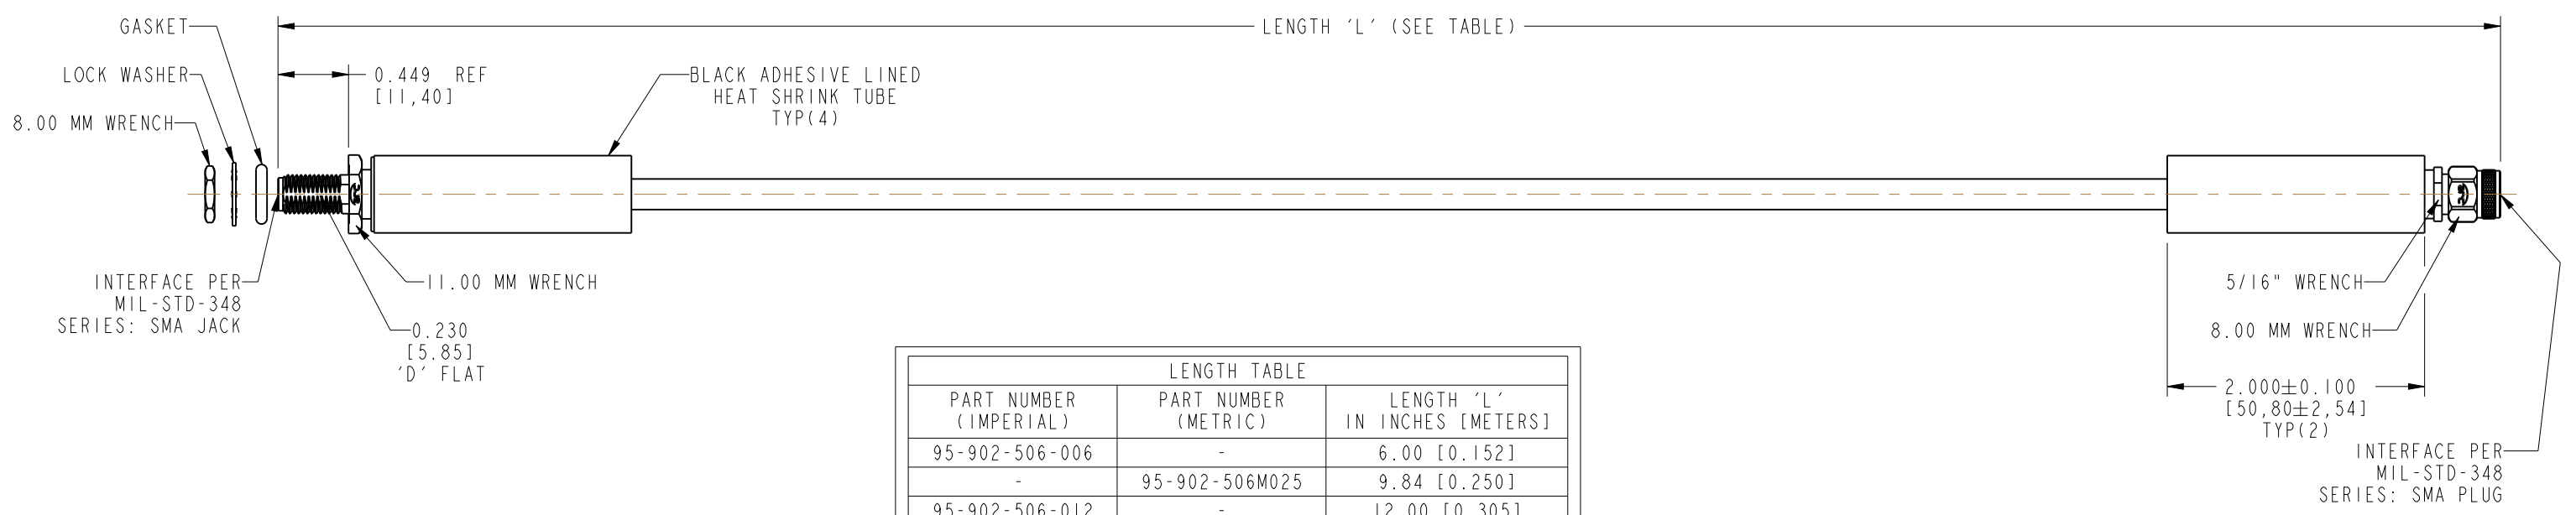 GASKET
LENGTH 'L' (SEE TABLE)
LOCK WASHER
0.449 REF
[11,40]
BLACK ADHESIVE LINED
HEAT SHRINK TUBE
TYP(4)
8.00 MM WRENCH
INTERFACE PER
MIL-STD-348
SERIES: SMA JACK
11.00 MM WRENCH
0.230
[5.85]
'D' FLAT
5/16" WRENCH
8.00 MM WRENCH
2.000±0.100
[50,80±2,54]
TYP(2)
INTERFACE PER
MIL-STD-348
SERIES: SMA PLUG
LENGTH TABLE
PART NUMBER (IMPERIAL) PART NUMBER (METRIC) LENGTH 'L' IN INCHES [METERS]
95-902-506-006 - 6.00 [0.152]
- 95-902-506M025 9.84 [0.250]
95-902-506-012 - 12.00 [0.305]